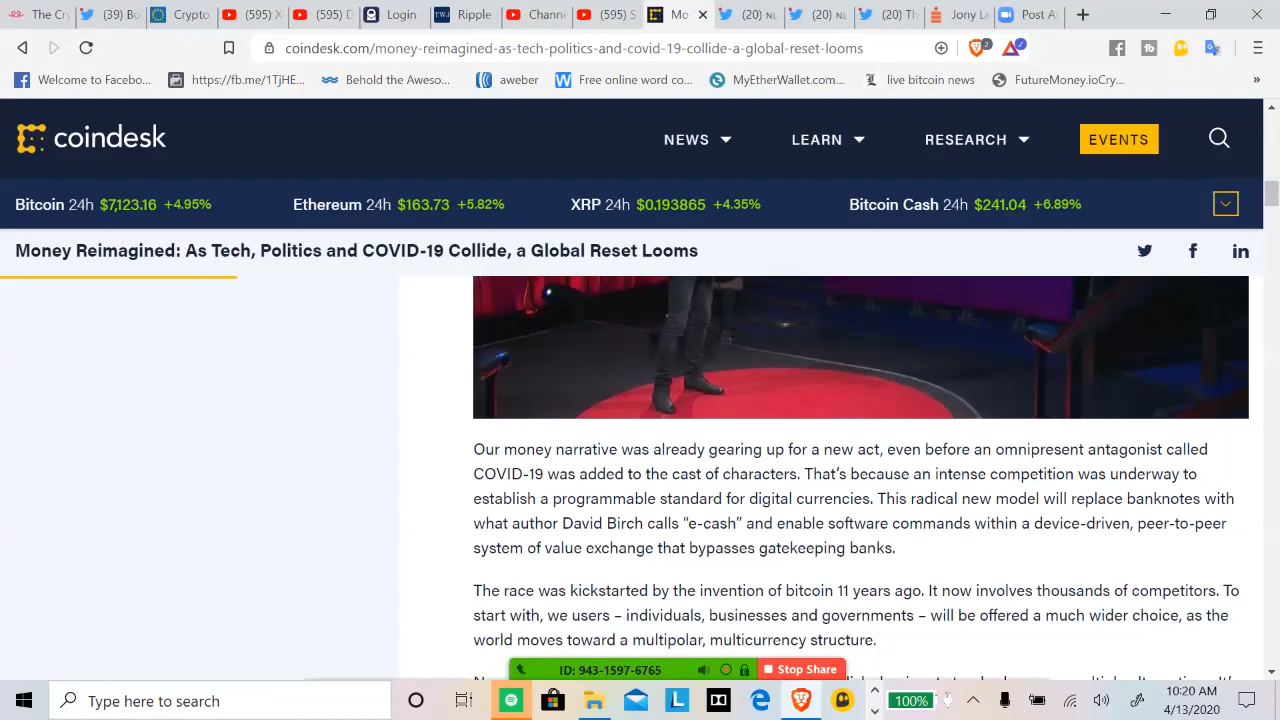 The Cr
(39) Bo
Crypto
(595) X
(595) D
Login
TWJ
Ripple
Chann
(595) S
Mo
(20) NL
(20) NL
(20) Th
Jony Le
Post At
coindesk.com/money-reimagined-as-tech-politics-and-covid-19-collide-a-global-reset-looms
2
Welcome to Facebo...
https://fb.me/1TjHE...
Behold the Aweso...
aweber
W Free online word co...
MyEtherWallet.com...
live bitcoin news
FutureMoney.ioCry...
»
coindesk
NEWS
LEARN
RESEARCH
EVENTS
Bitcoin 24h $7,123.16 +4.95%
Ethereum 24h $163.73 +5.82%
XRP 24h $0.193865 +4.35%
Bitcoin Cash 24h $241.04 +6.89%
Money Reimagined: As Tech, Politics and COVID-19 Collide, a Global Reset Looms
Our money narrative was already gearing up for a new act, even before an omnipresent antagonist called
COVID-19 was added to the cast of characters. That's because an intense competition was underway to
establish a programmable standard for digital currencies. This radical new model will replace banknotes with
what author David Birch calls “e-cash” and enable software commands within a device-driven, peer-to-peer
system of value exchange that bypasses gatekeeping banks.
The race was kickstarted by the invention of bitcoin 11 years ago. It now involves thousands of competitors. To
start with, we users – individuals, businesses and governments – will be offered a much wider choice, as the
world moves toward a multipolar, multicurrency structure.
ID: 943-1597-6765
Stop Share
Type here to search
100%
10:20 AM
4/13/2020